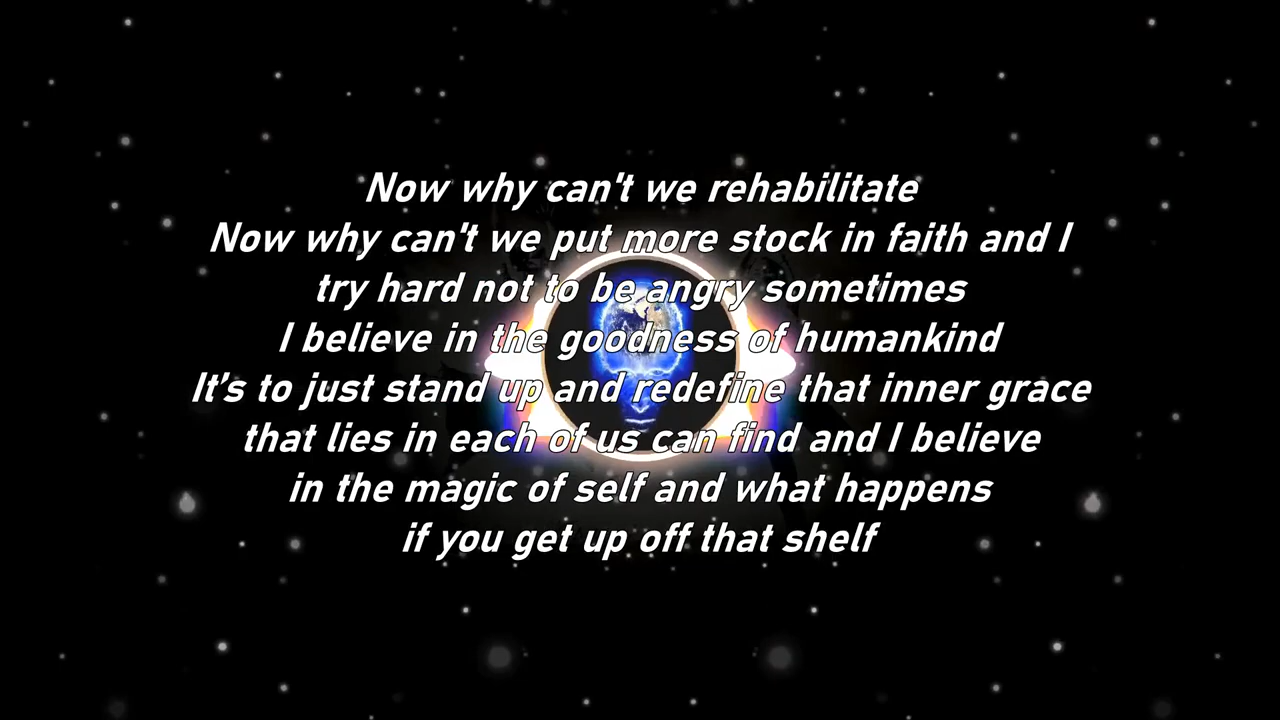 Now why can't we rehabilitate
Now why can't we put more stock in faith and I
try hard not to be angry sometimes
I believe in the goodness of humankind
It's to just stand up and redefine that inner grace
that lies in each of us can find and I believe
in the magic of self and what happens
if you get up off that shelf